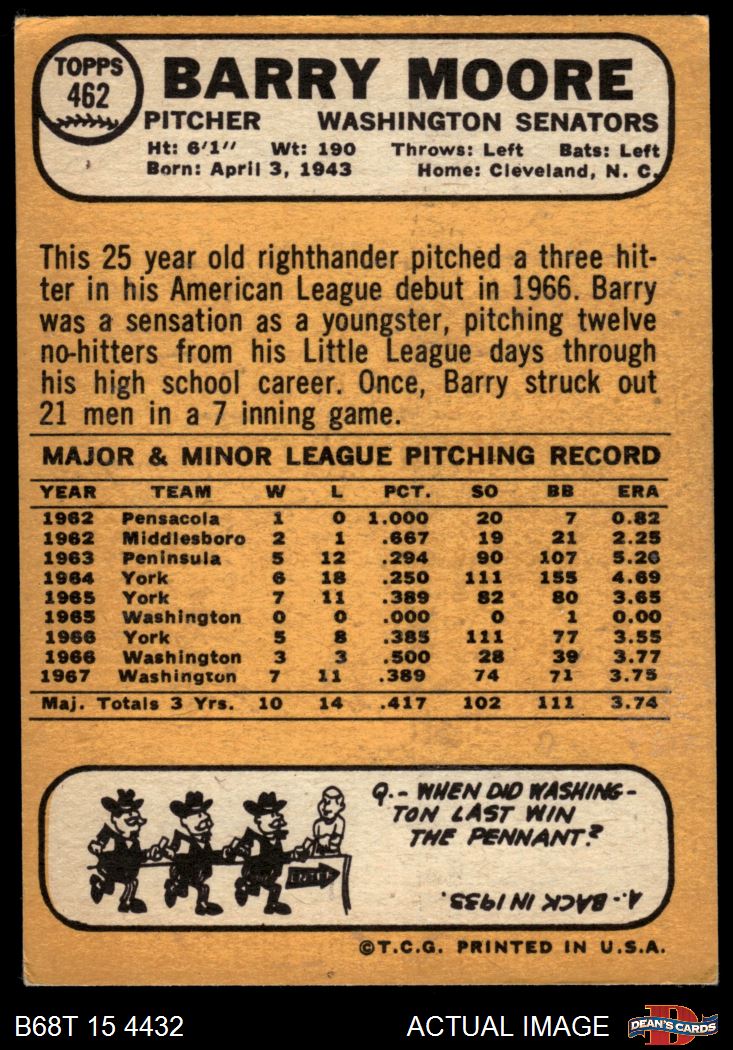 TOPPS
462
BARRY MOORE
PITCHER WASHINGTON SENATORS
Ht: 6'1" Wt: 190 Throws: Left Bats: Left
Born: April 3, 1943 Home: Cleveland, N. C.
This 25 year old righthander pitched a three hit-
ter in his American League debut in 1966. Barry
was a sensation as a youngster, pitching twelve
no-hitters from his Little League days through
his high school career. Once, Barry struck out
21 men in a 7 inning game.
MAJOR & MINOR LEAGUE PITCHING RECORD
YEAR TEAM W L PCT. SO BB ERA
1962 Pensacola 1 0 1.000 20 7 0.82
1962 Middlesboro 2 1 .667 19 21 2.25
1963 Peninsula 5 12 .294 90 107 5.26
1964 York 6 18 .250 111 155 4.69
1965 York 7 11 .389 82 80 3.65
1965 Washington 0 0 .000 0 1 0.00
1966 York 5 8 .385 111 77 3.55
1966 Washington 3 3 .500 28 39 3.77
1967 Washington 7 11 .389 74 71 3.75
Maj. Totals 3 Yrs. 10 14 .417 102 111 3.74
Q.- WHEN DID WASHING-
TON LAST WIN
THE PENNANT?
A.- BACK IN 1933.
©T.C.G. PRINTED IN U.S.A.
B68T 15 4432 ACTUAL IMAGE DEAN'S CARDS